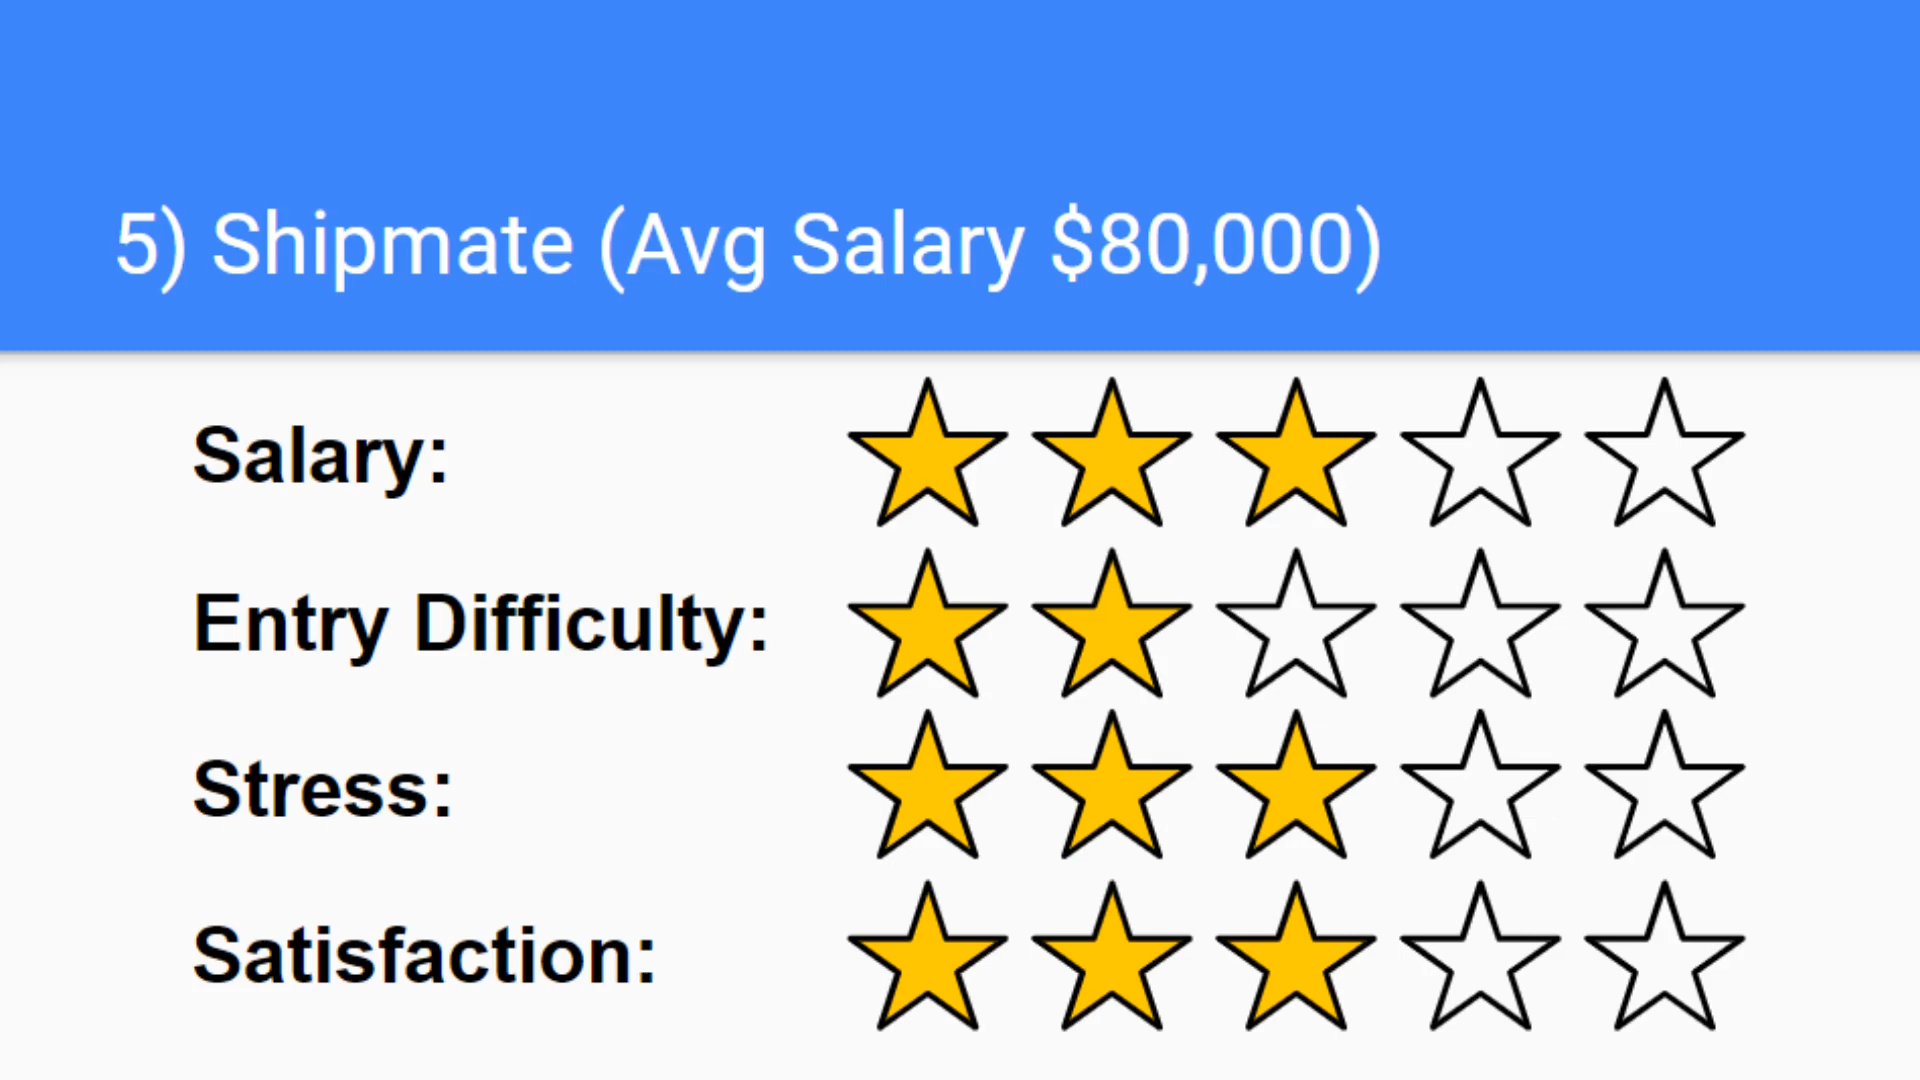 5) Shipmate (Avg Salary $80,000)
Salary:
Entry Difficulty:
Stress:
Satisfaction: